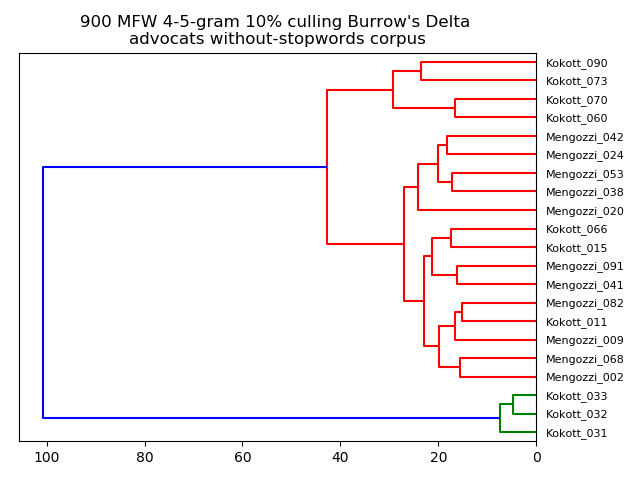 900 MFW 4-5-gram 10% culling Burrow's Delta
advocats without-stopwords corpus
Kokott_090
Kokott_073
Kokott_070
Kokott_060
Mengozzi_042
Mengozzi_024
Mengozzi_053
Mengozzi_038
Mengozzi_020
Kokott_066
Kokott_015
Mengozzi_091
Mengozzi_041
Mengozzi_082
Kokott_011
Mengozzi_009
Mengozzi_068
Mengozzi_002
Kokott_033
Kokott_032
Kokott_031
100 80 60 40 20 0